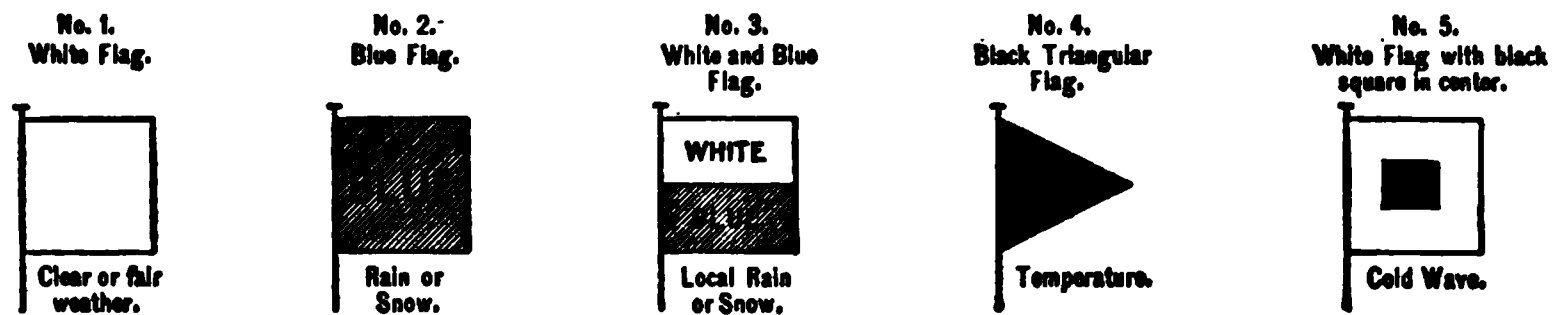 No. 1.
White Flag.
Clear or fair
weather.
No. 2.
Blue Flag.
Rain or
Snow.
No. 3.
White and Blue
Flag.
WHITE
Local Rain
or Snow.
No. 4.
Black Triangular
Flag.
Temperature.
No. 5.
White Flag with black
square in center.
Cold Wave.